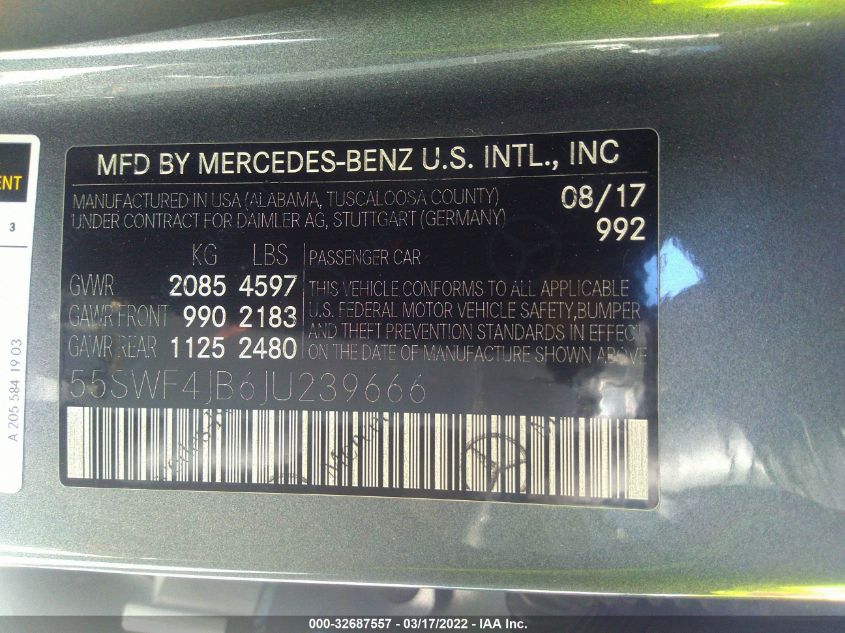 MFD BY MERCEDES-BENZ U.S. INTL., INC
MANUFACTURED IN USA (ALABAMA, TUSCALOOSA COUNTY)
UNDER CONTRACT FOR DAIMLER AG, STUTTGART (GERMANY)
08/17
992
KG LBS
GVWR 2085 4597
GAWR FRONT 990 2183
GAWR REAR 1125 2480
PASSENGER CAR
THIS VEHICLE CONFORMS TO ALL APPLICABLE
U.S. FEDERAL MOTOR VEHICLE SAFETY, BUMPER
AND THEFT PREVENTION STANDARDS IN EFFECT
ON THE DATE OF MANUFACTURE SHOWN ABOVE
55SWF4JB6JU239666
ENT
3
A 205 584 19 03
000-32687557 - 03/17/2022 - IAA Inc.